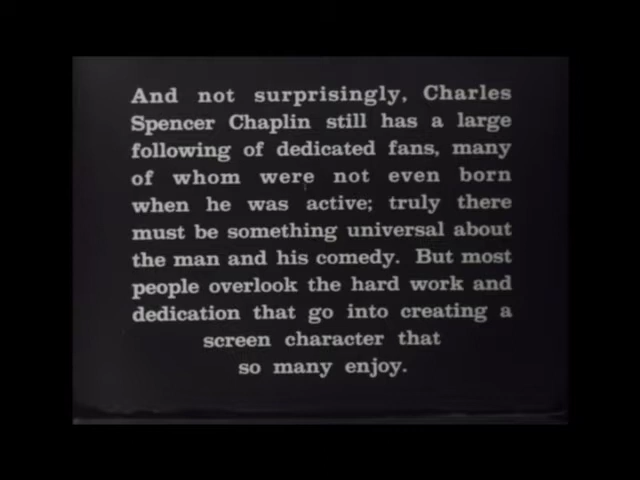 And not surprisingly, Charles
Spencer Chaplin still has a large
following of dedicated fans, many
of whom were not even born
when he was active; truly there
must be something universal about
the man and his comedy. But most
people overlook the hard work and
dedication that go into creating a
screen character that
so many enjoy.